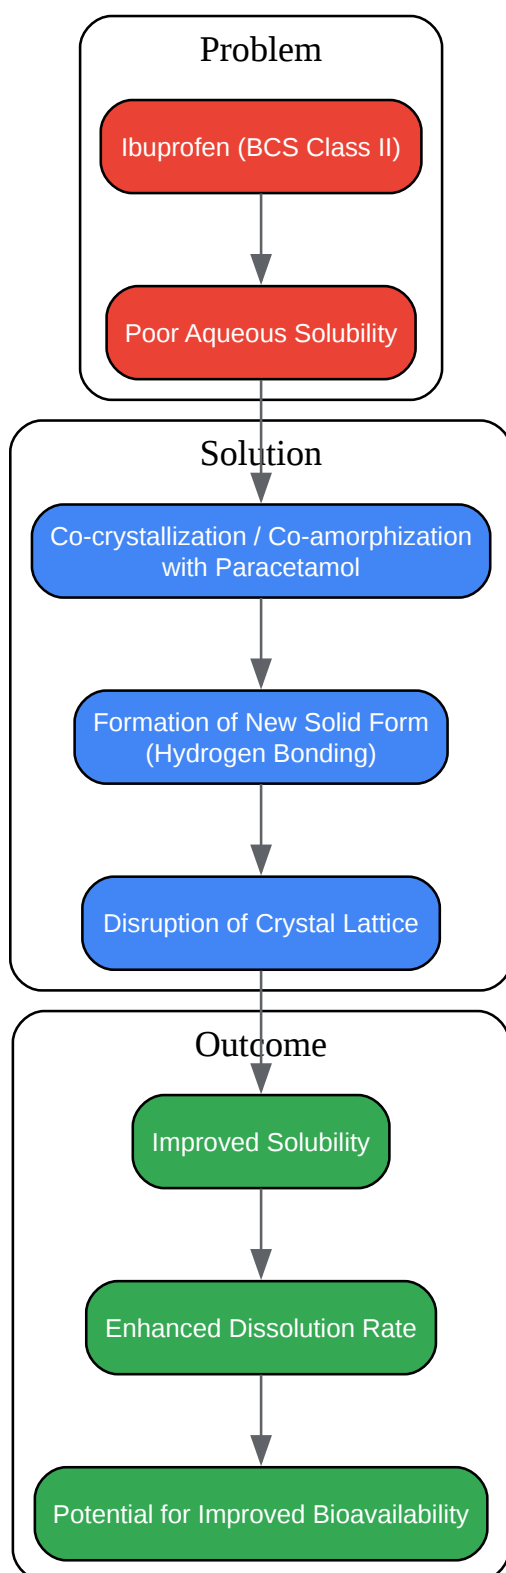 Problem
Ibuprofen (BCS Class II)
Poor Aqueous Solubility
Solution
Co-crystallization / Co-amorphization
with Paracetamol
Formation of New Solid Form
(Hydrogen Bonding)
Disruption of Crystal Lattice
Outcome
Improved Solubility
Enhanced Dissolution Rate
Potential for Improved Bioavailability